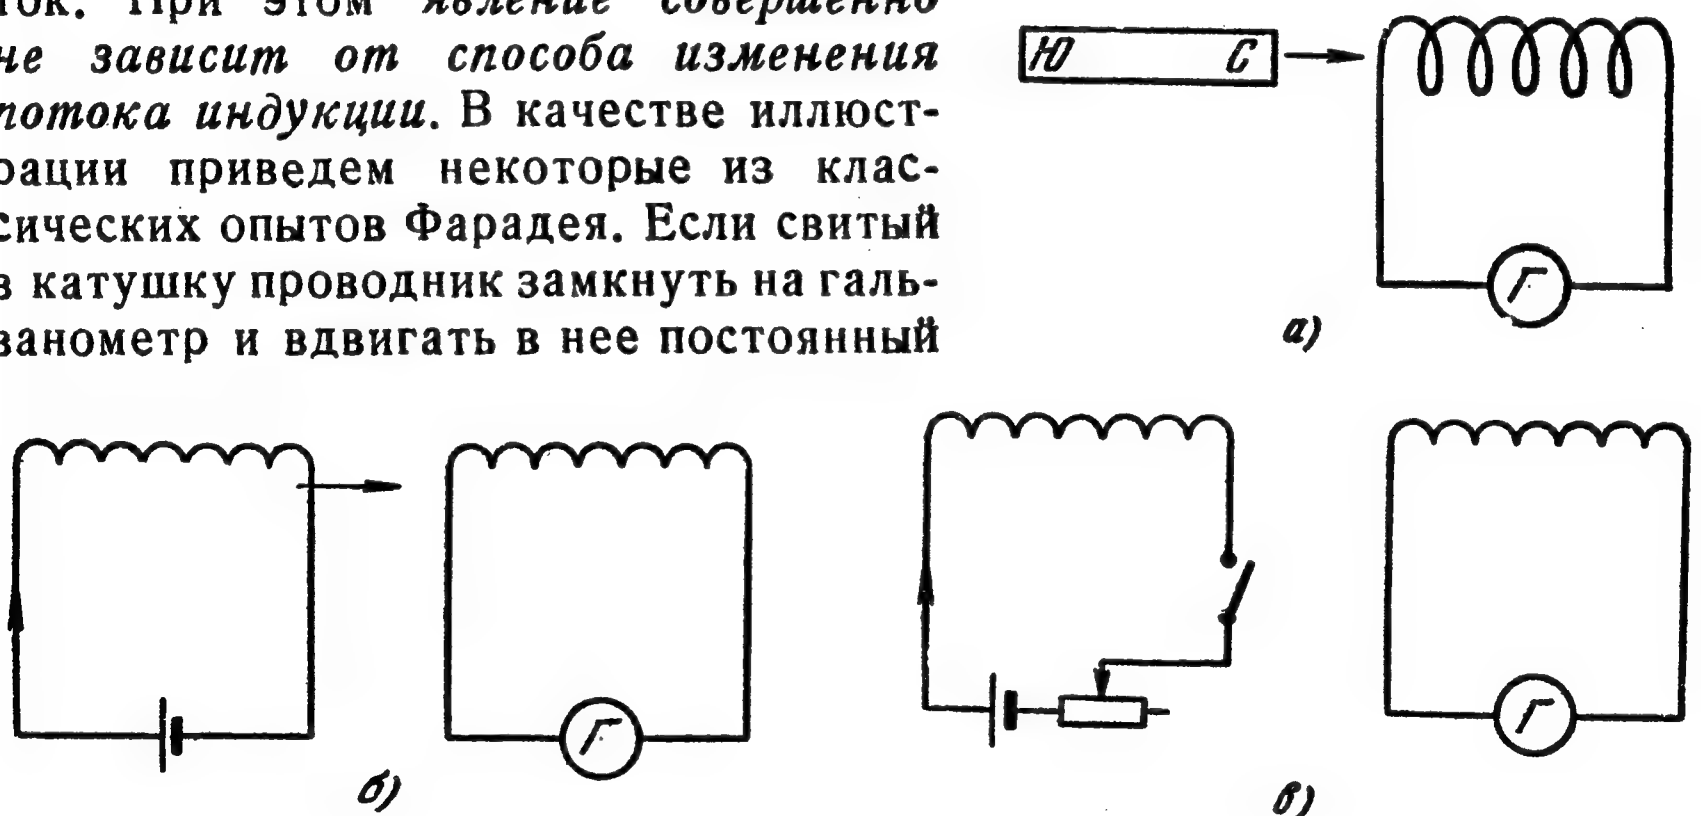 ток. При этом явление совершенно
не зависит от способа изменения
потока индукции. В качестве иллюст-
рации приведем некоторые из клас-
сических опытов Фарадея. Если свитый
в катушку проводник замкнуть на галь-
ванометр и вдвигать в нее постоянный
Ю С
Г
а)
Г
б)
Г
в)